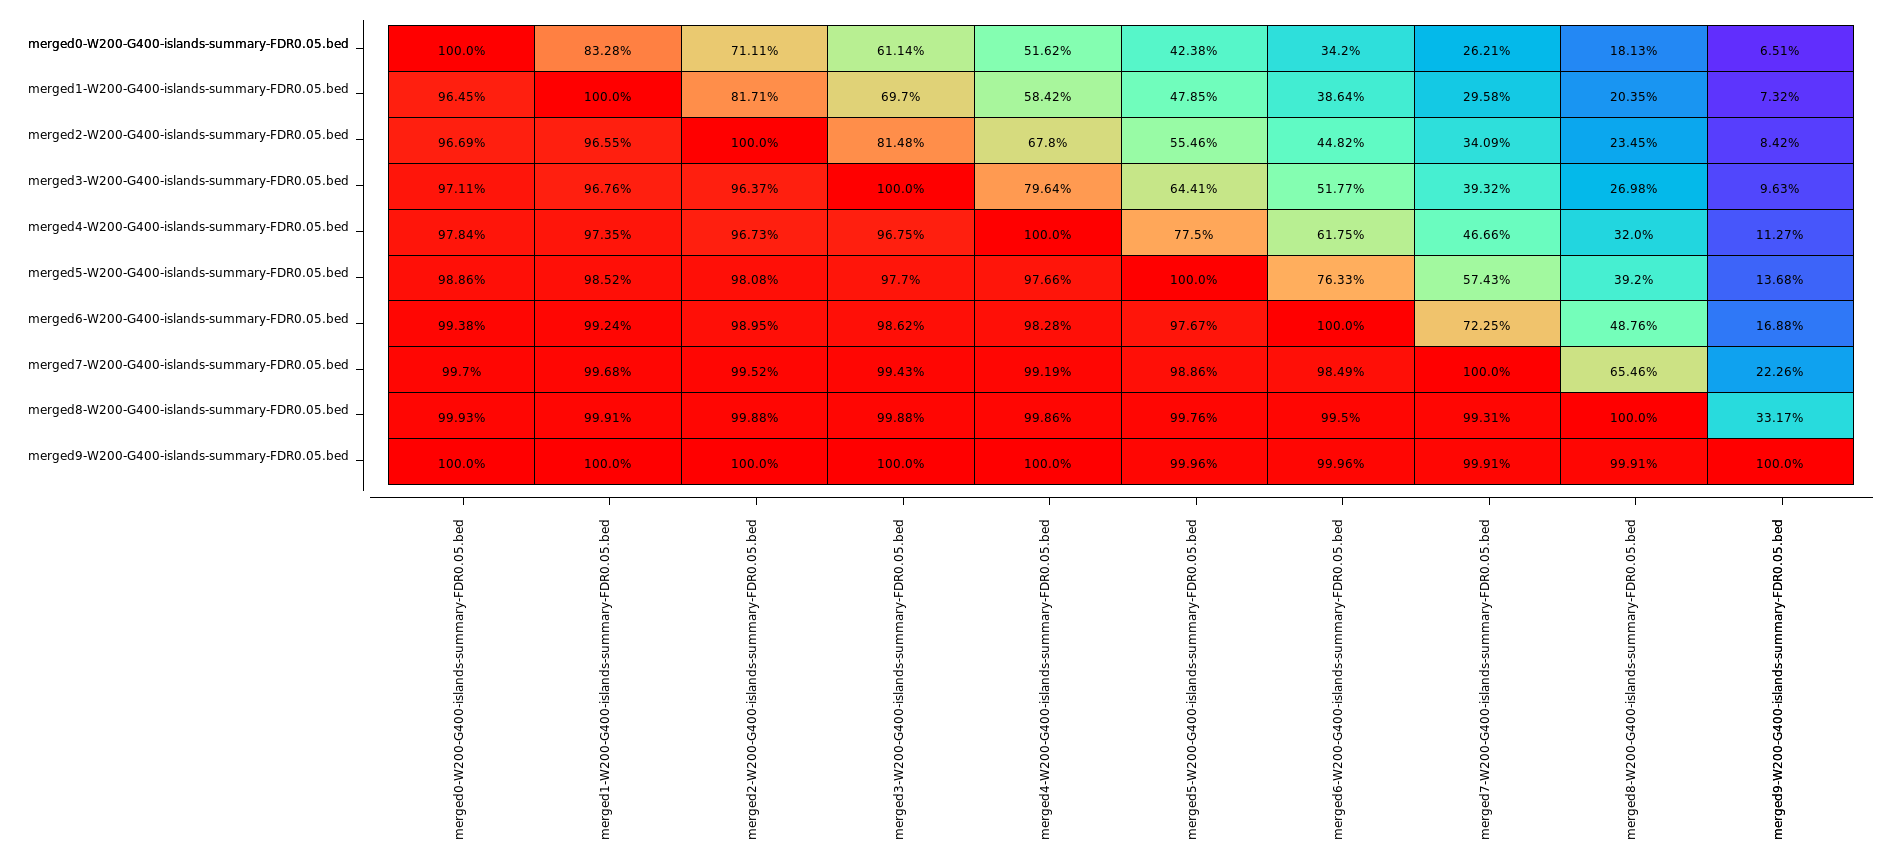 merged0-W200-G400-islands-summary-FDR0.05.bed 100.0% 83.28% 71.11% 61.14% 51.62% 42.38% 34.2% 26.21% 18.13% 6.51%
merged1-W200-G400-islands-summary-FDR0.05.bed 96.45% 100.0% 81.71% 69.7% 58.42% 47.85% 38.64% 29.58% 20.35% 7.32%
merged2-W200-G400-islands-summary-FDR0.05.bed 96.69% 96.55% 100.0% 81.48% 67.8% 55.46% 44.82% 34.09% 23.45% 8.42%
merged3-W200-G400-islands-summary-FDR0.05.bed 97.11% 96.76% 96.37% 100.0% 79.64% 64.41% 51.77% 39.32% 26.98% 9.63%
merged4-W200-G400-islands-summary-FDR0.05.bed 97.84% 97.35% 96.73% 96.75% 100.0% 77.5% 61.75% 46.66% 32.0% 11.27%
merged5-W200-G400-islands-summary-FDR0.05.bed 98.86% 98.52% 98.08% 97.7% 97.66% 100.0% 76.33% 57.43% 39.2% 13.68%
merged6-W200-G400-islands-summary-FDR0.05.bed 99.38% 99.24% 98.95% 98.62% 98.28% 97.67% 100.0% 72.25% 48.76% 16.88%
merged7-W200-G400-islands-summary-FDR0.05.bed 99.7% 99.68% 99.52% 99.43% 99.19% 98.86% 98.49% 100.0% 65.46% 22.26%
merged8-W200-G400-islands-summary-FDR0.05.bed 99.93% 99.91% 99.88% 99.88% 99.86% 99.76% 99.5% 99.31% 100.0% 33.17%
merged9-W200-G400-islands-summary-FDR0.05.bed 100.0% 100.0% 100.0% 100.0% 100.0% 99.96% 99.96% 99.91% 99.91% 100.0%
merged0-W200-G400-islands-summary-FDR0.05.bed
merged1-W200-G400-islands-summary-FDR0.05.bed
merged2-W200-G400-islands-summary-FDR0.05.bed
merged3-W200-G400-islands-summary-FDR0.05.bed
merged4-W200-G400-islands-summary-FDR0.05.bed
merged5-W200-G400-islands-summary-FDR0.05.bed
merged6-W200-G400-islands-summary-FDR0.05.bed
merged7-W200-G400-islands-summary-FDR0.05.bed
merged8-W200-G400-islands-summary-FDR0.05.bed
merged9-W200-G400-islands-summary-FDR0.05.bed